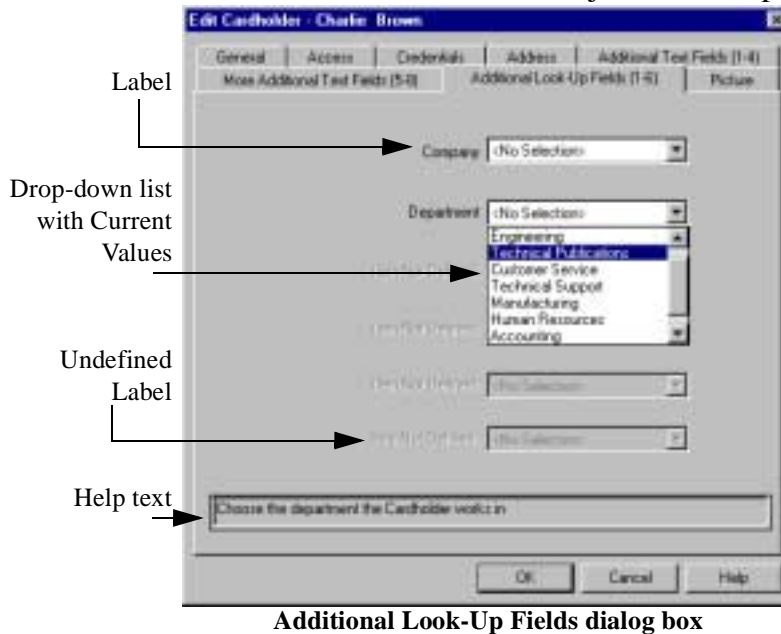 Edit Cardholder - Charlie Brown
General Access Credentials Address Additional Text Fields (1-4)
More Additional Text Fields (5-8) Additional Look-Up Fields (1-6) Picture
Label
Company <No Selection>
Drop-down list
with Current
Values
Department <No Selection>
Engineering
Technical Publications
Customer Service
Technical Support
Manufacturing
Human Resources
Accounting
Undefined
Label
<No Selection>
<No Selection>
Help text
Choose the department the Cardholder works in
OK Cancel Help
Additional Look-Up Fields dialog box